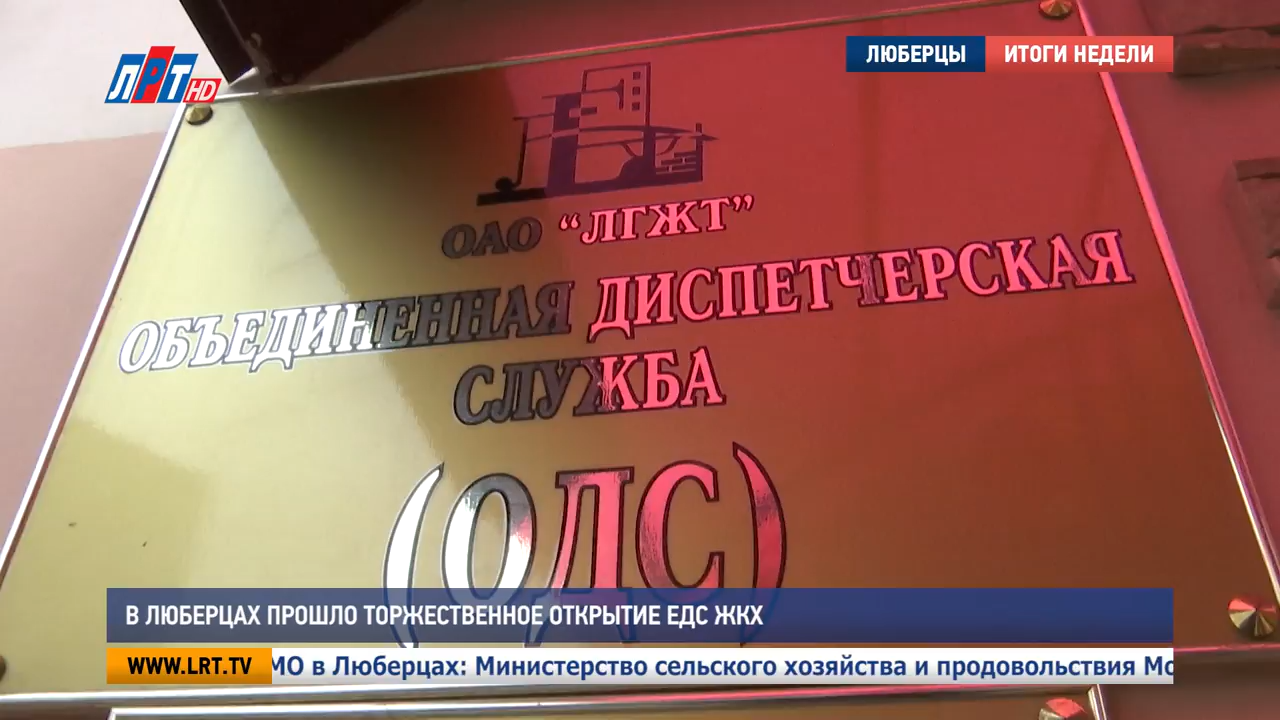 ЛРТ HD
ЛЮБЕРЦЫ ИТОГИ НЕДЕЛИ
ОАО “ЛГЖТ”
ОБЪЕДИНЕННАЯ ДИСПЕТЧЕРСКАЯ
СЛУЖБА
(ОДС)
В ЛЮБЕРЦАХ ПРОШЛО ТОРЖЕСТВЕННОЕ ОТКРЫТИЕ ЕДС ЖКХ
WWW.LRT.TV МО в Люберцах: Министерство сельского хозяйства и продовольствия Мо